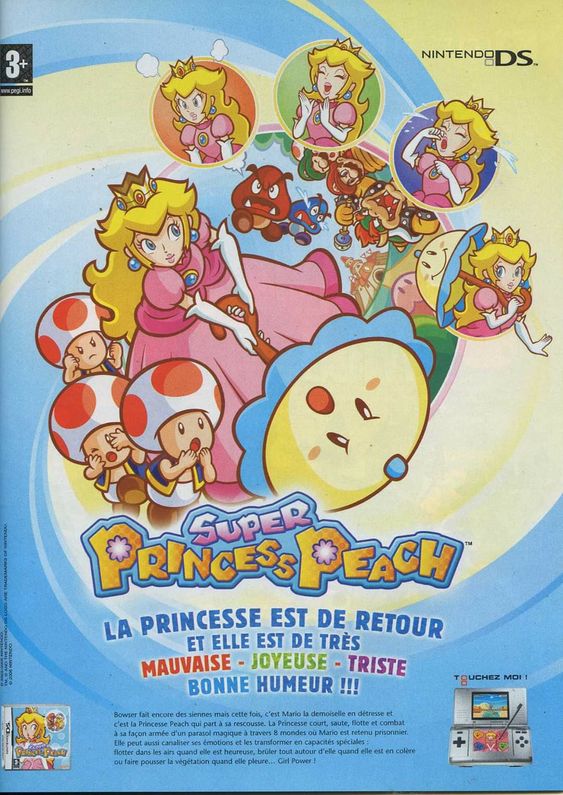 3+
www.pegi.info
NINTENDODS™
SUPER
PRINCESS PEACH™
LA PRINCESSE EST DE RETOUR
ET ELLE EST DE TRÈS
MAUVAISE - JOYEUSE - TRISTE
BONNE HUMEUR !!!
TOUCHEZ MOI !
Bowser fait encore des siennes mais cette fois, c'est Mario la demoiselle en détresse et
c'est la Princesse Peach qui part à sa rescousse. La Princesse court, saute, flotte et combat
à sa façon armée d'un parasol magique à travers 8 mondes où Mario est retenu prisonnier.
Elle peut aussi canaliser ses émotions et les transformer en capacités spéciales :
flotter dans les airs quand elle est heureuse, brûler tout autour d'elle quand elle est en colère
ou faire pousser la végétation quand elle pleure... Girl Power !
PRINCESS PEACH
© 2006 NINTENDO